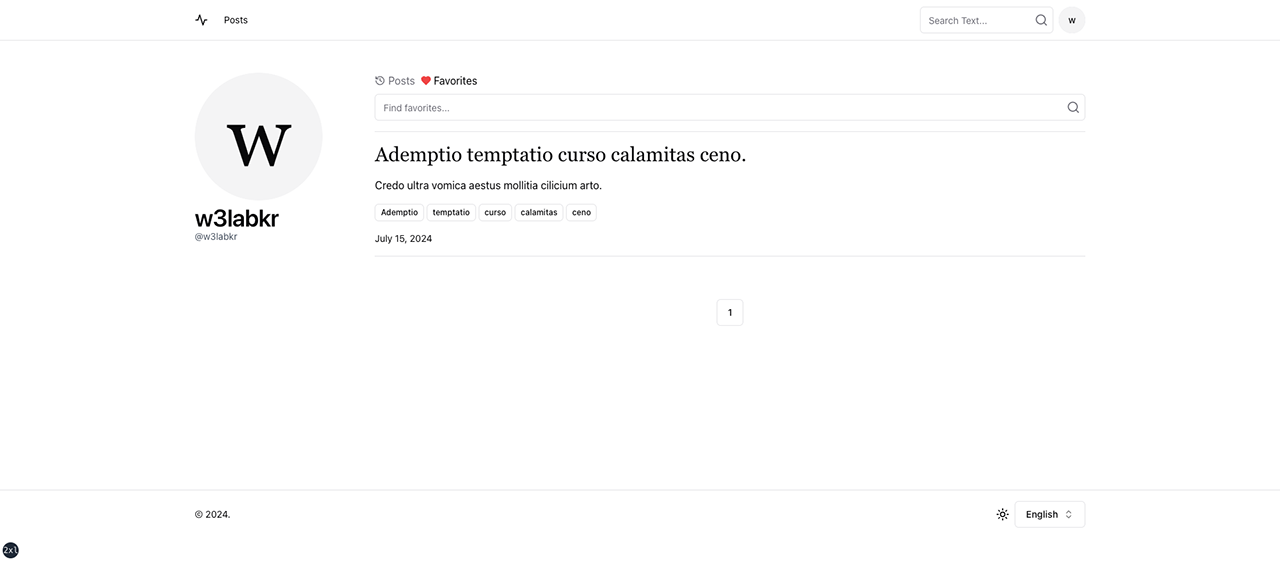 Posts
Search Text...
w
w
w3labkr
@w3labkr
Posts Favorites
Find favorites...
Ademptio temptatio curso calamitas ceno.
Credo ultra vomica aestus mollitia cilicium arto.
Ademptio temptatio curso calamitas ceno
July 15, 2024
1
© 2024.
English
2xl